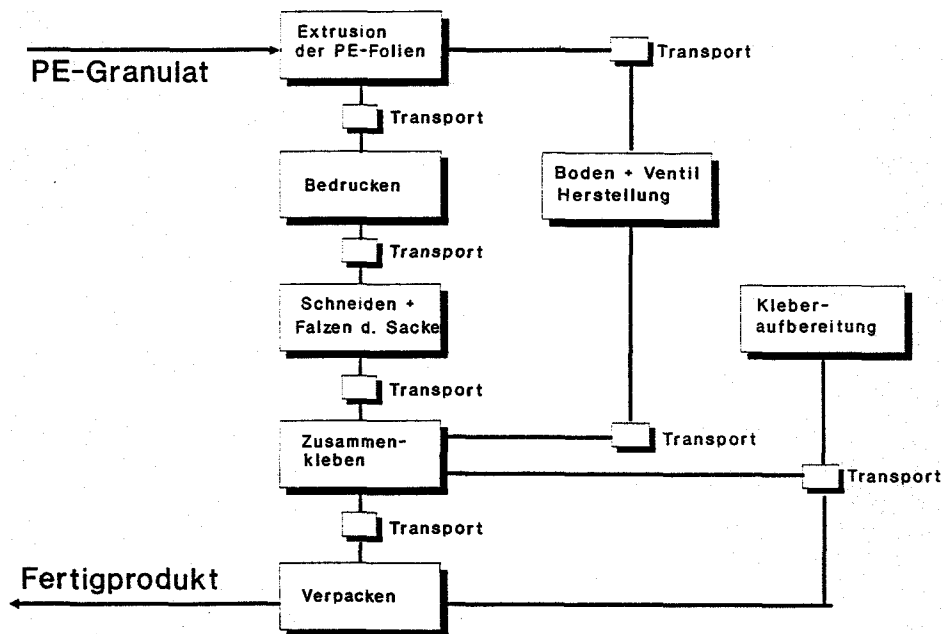 Extrusion
der PE-Folien
Transport
PE-Granulat
Transport
Bedrucken
Boden + Ventil
Herstellung
Transport
Schneiden +
Falzen d. Sacke
Kleber-
aufbereitung
Transport
Zusammen-
kleben
Transport
Transport
Transport
Fertigprodukt
Verpacken